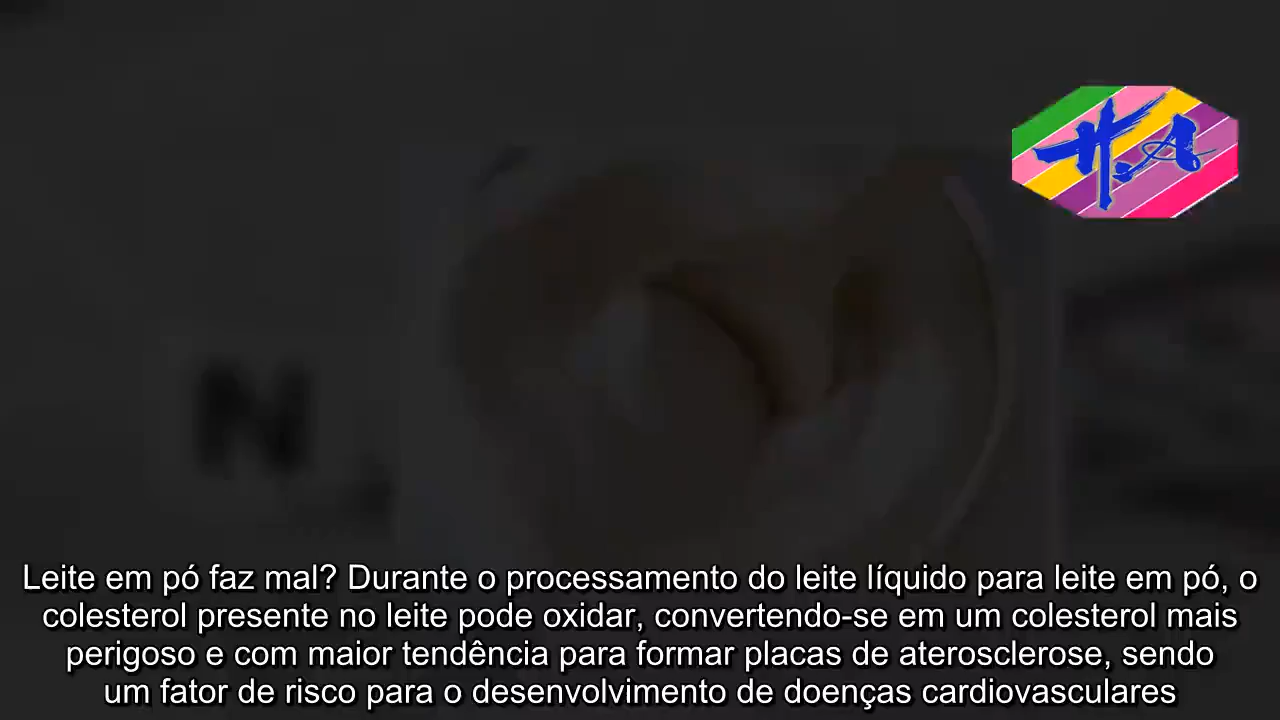 HA
N
Leite em pó faz mal? Durante o processamento do leite líquido para leite em pó, o
colesterol presente no leite pode oxidar, convertendo-se em um colesterol mais
perigoso e com maior tendência para formar placas de aterosclerose, sendo
um fator de risco para o desenvolvimento de doenças cardiovasculares